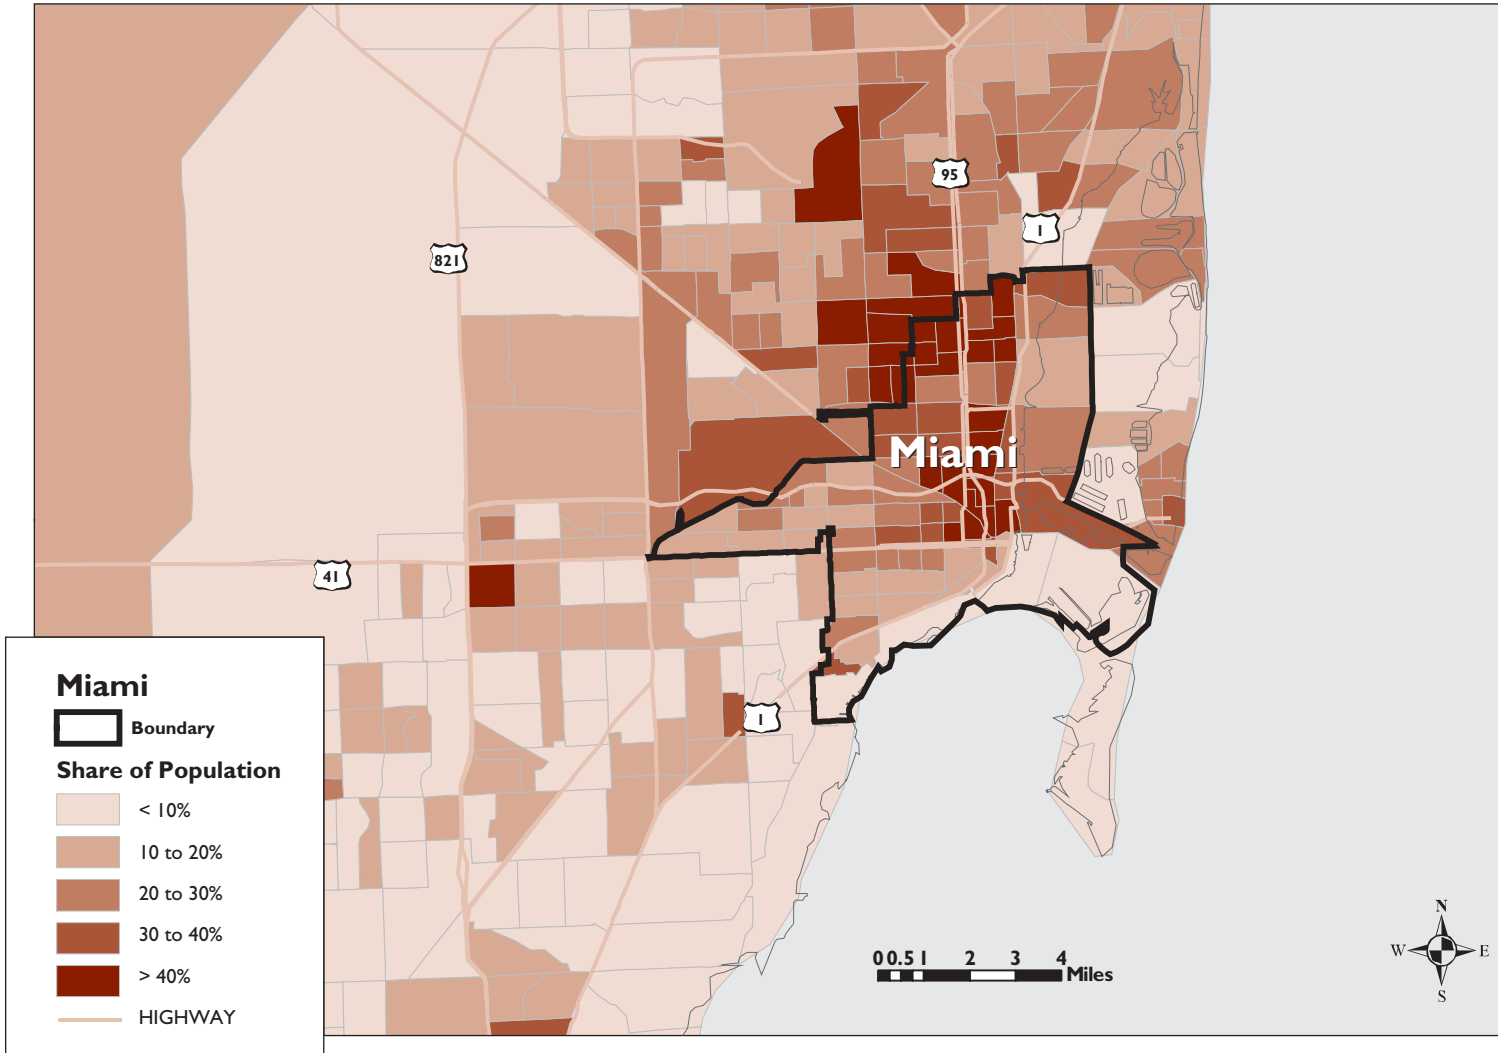 95
1
821
Miami
41
1
Miami
Boundary
Share of Population
< 10%
10 to 20%
20 to 30%
30 to 40%
> 40%
HIGHWAY
0 0.5 1 2 3 4
Miles
N
W E
S